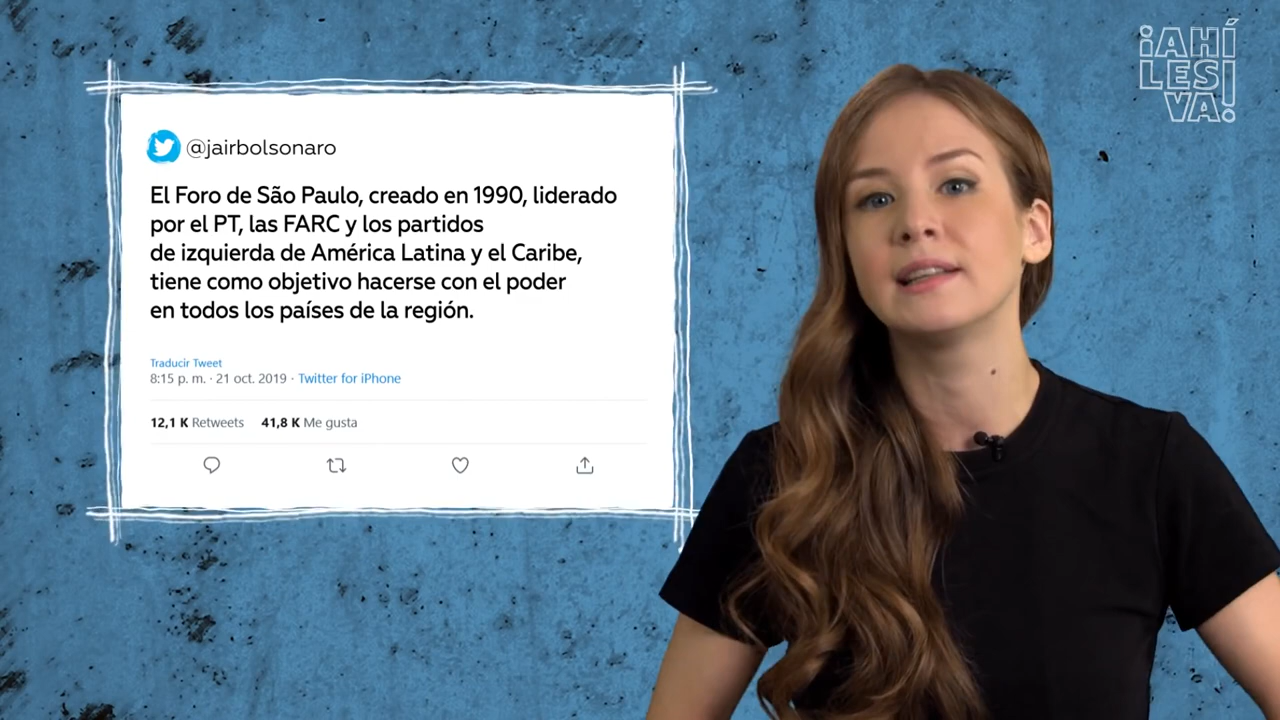 ¡AHÍ
LES
VA!
@jairbolsonaro
El Foro de São Paulo, creado en 1990, liderado
por el PT, las FARC y los partidos
de izquierda de América Latina y el Caribe,
tiene como objetivo hacerse con el poder
en todos los países de la región.
Traducir Tweet
8:15 p. m. · 21 oct. 2019 · Twitter for iPhone
12,1 K Retweets 41,8 K Me gusta